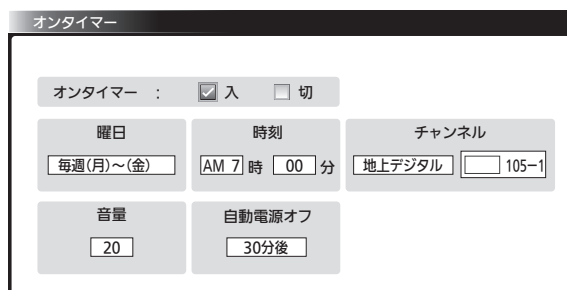 オンタイマー
オンタイマー : 入 切
曜日 時刻 チャンネル
毎週(月)～(金) AM 7 時 00 分 地上デジタル 105-1
音量 自動電源オフ
20 30分後